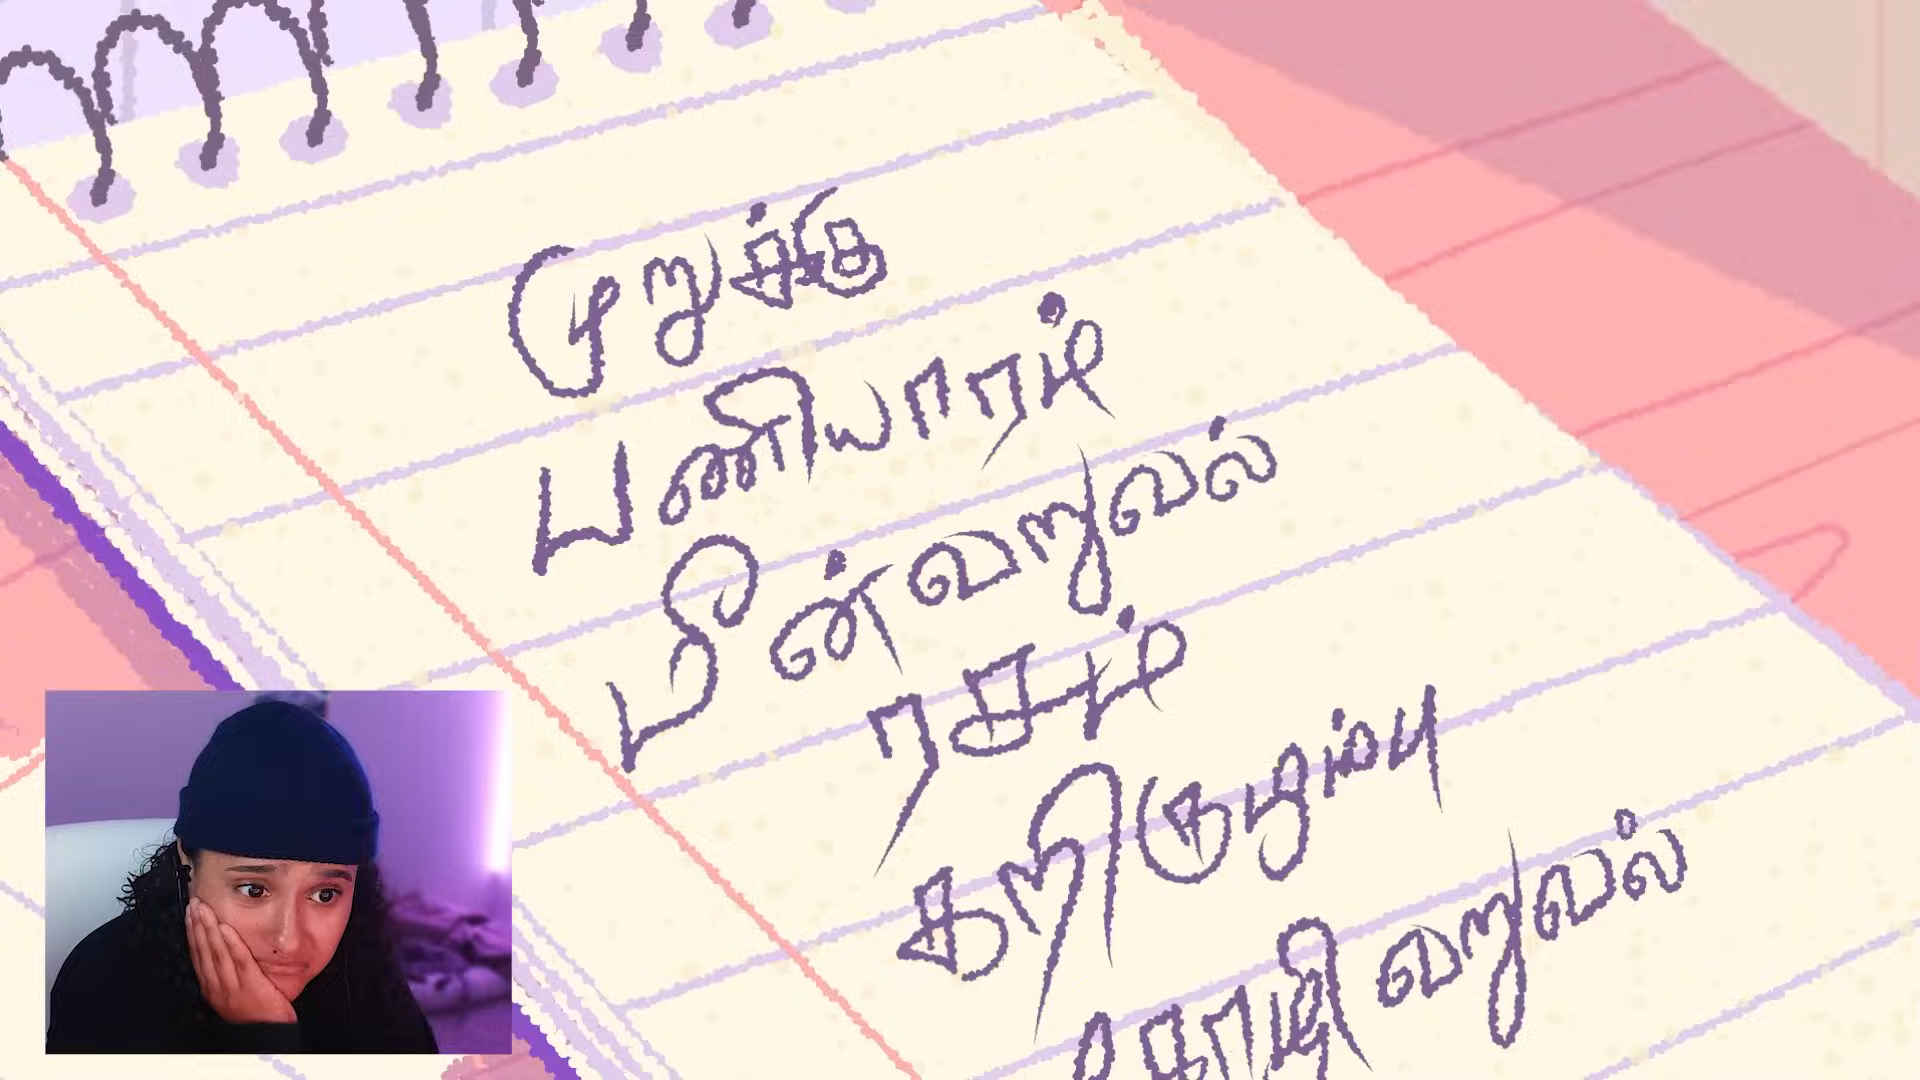 முறுக்கு
பணியாரம்
மீன்வறுவல்
ரசம்
கறிகுழம்பு
கோழி வறுவல்